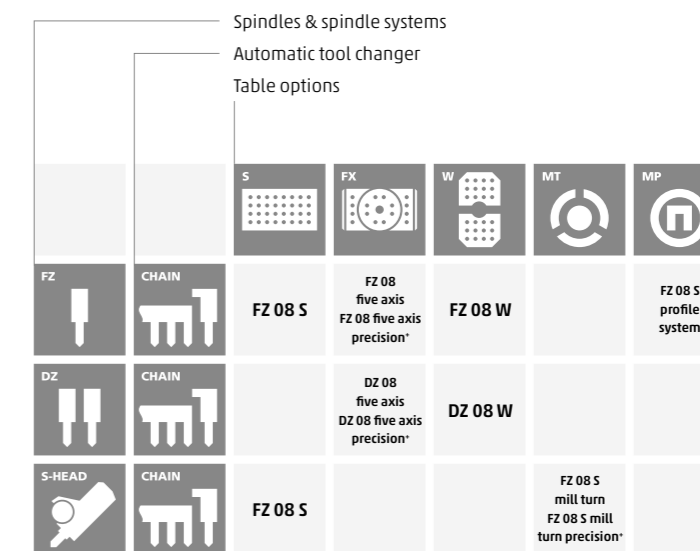 Spindles & spindle systems
Automatic tool changer
Table options
S
FX
W
MT
MP
FZ
CHAIN
FZ 08 S
FZ 08
five axis
FZ 08 five axis
precision⁺
FZ 08 W
FZ 08 S
profile
system
DZ
CHAIN
DZ 08
five axis
DZ 08 five axis
precision⁺
DZ 08 W
S-HEAD
CHAIN
FZ 08 S
FZ 08 S
mill turn
FZ 08 S mill
turn precision⁺